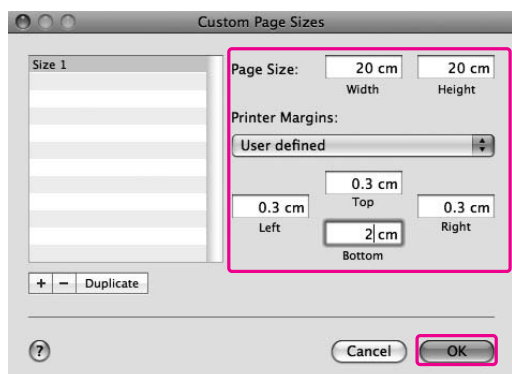 Custom Page Sizes
Size 1
Page Size: 20 cm 20 cm
Width Height
Printer Margins:
User defined
0.3 cm
Top
0.3 cm 0.3 cm
Left Right
2 cm
Bottom
+ − Duplicate
? Cancel OK